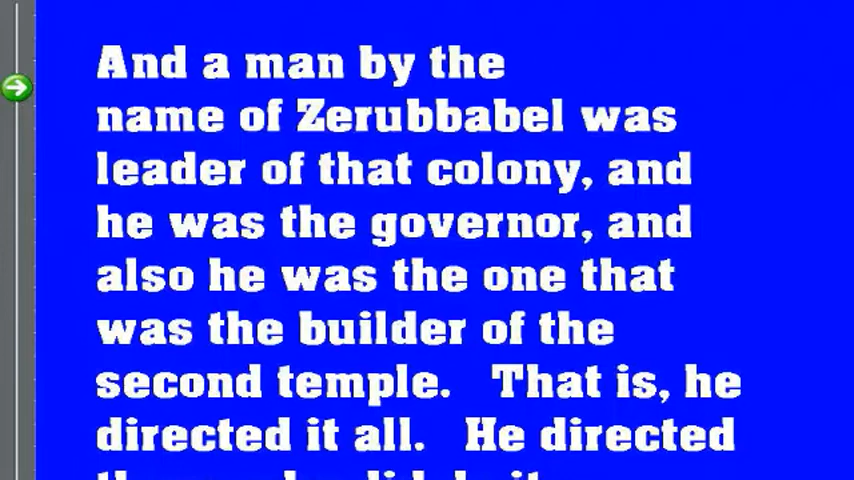 And a man by the
name of Zerubbabel was
leader of that colony, and
he was the governor, and
also he was the one that
was the builder of the
second temple. That is, he
directed it all. He directed